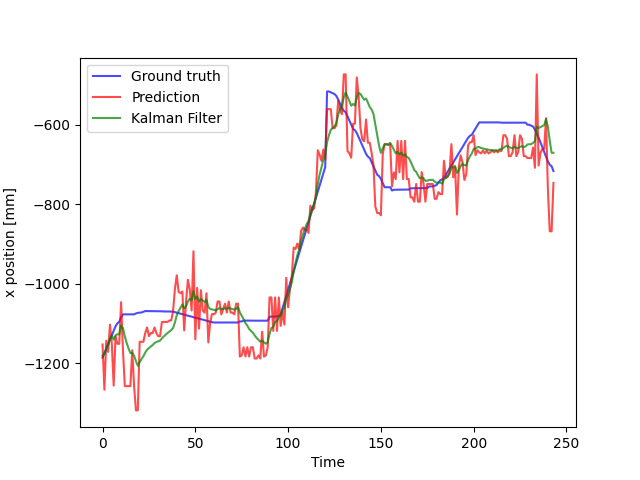 Ground truth
Prediction
Kalman Filter
−600
−800
−1000
−1200
x position [mm]
0 50 100 150 200 250
Time